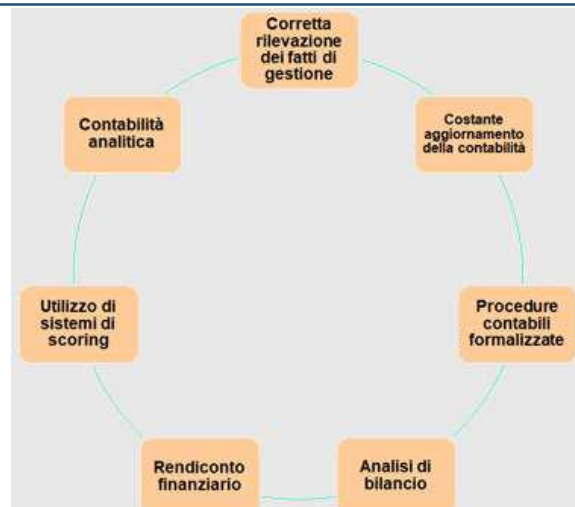 Corretta
rilevazione
dei fatti di
gestione
Costante
aggiornamento
della contabilità
Procedure
contabili
formalizzate
Analisi di
bilancio
Rendiconto
finanziario
Utilizzo di
sistemi di
scoring
Contabilità
analitica